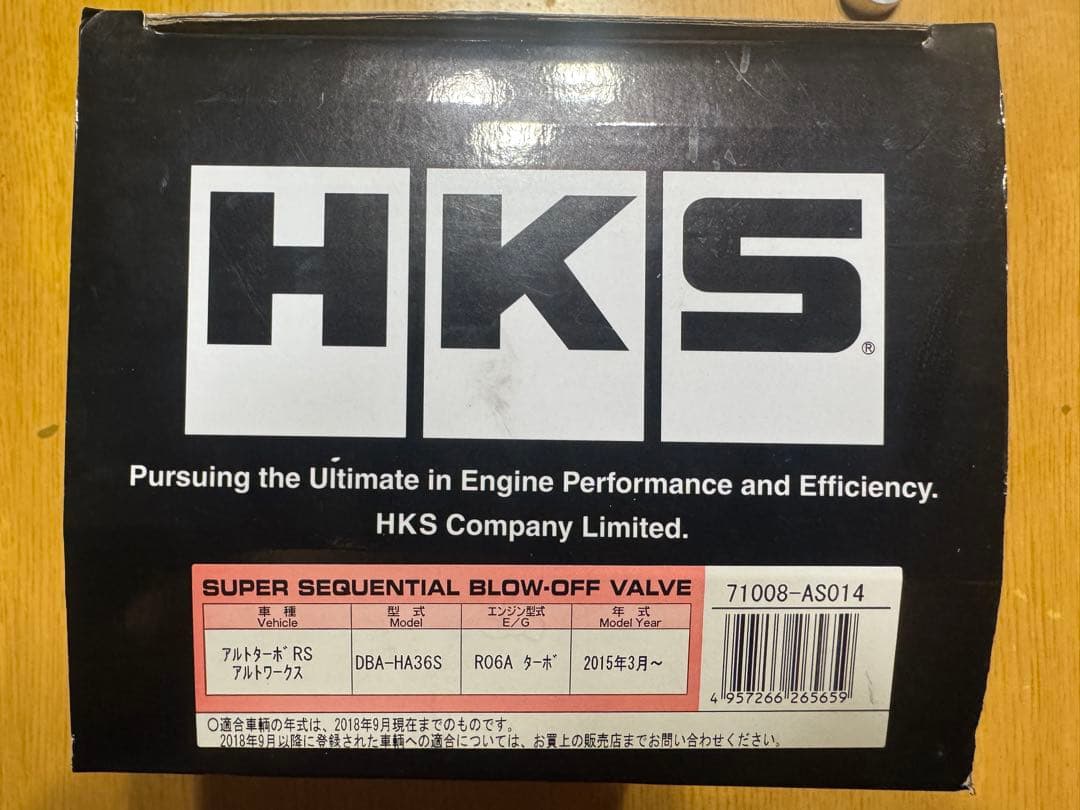 HKS®
Pursuing the Ultimate in Engine Performance and Efficiency.
HKS Company Limited.
SUPER SEQUENTIAL BLOW-OFF VALVE
71008-AS014
車種 型式 エンジン型式 年式
Vehicle Model E/G Model Year
アルトターボRS
アルトワークス
DBA-HA36S
R06A ターボ
2015年3月~
4 957266 265659
○適合車輌の年式は、2018年9月現在までのものです。
2018年9月以降に登録された車輌への適合については、お買上の販売店までお問い合わせください。